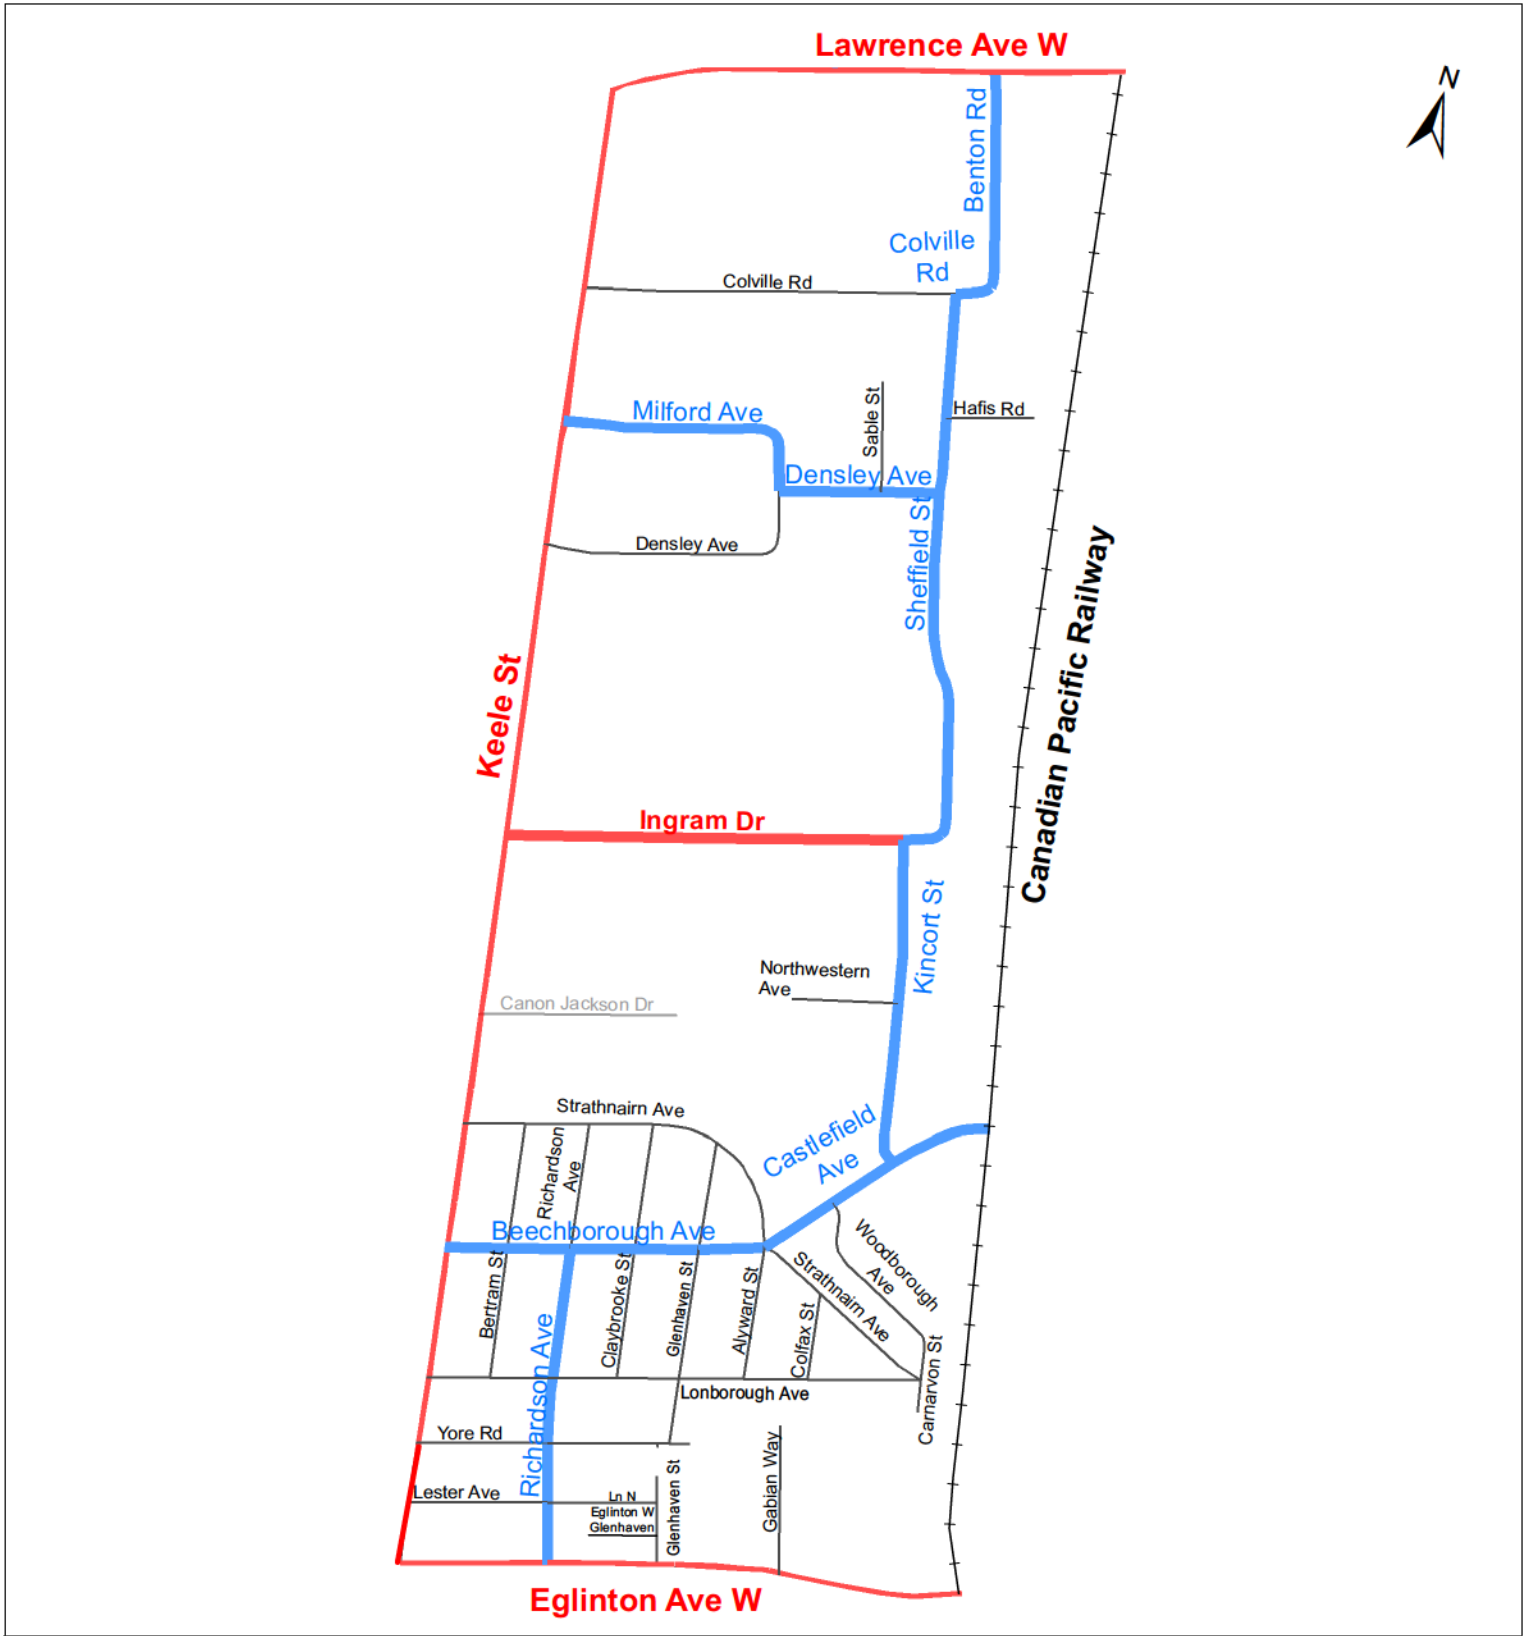 Lawrence Ave W
N
Benton Rd
Colville
Rd
Colville Rd
Sable St
Hafis Rd
Milford Ave
Densley Ave
Sheffield St
Densley Ave
Canadian Pacific Railway
Keele St
Ingram Dr
Kincort St
Northwestern
Ave
Canon Jackson Dr
Strathnairn Ave
Castlefield
Ave
Richardson
Ave
Beechborough Ave
Woodborough
Ave
Strathnairn Ave
Bertram St
Claybrooke St
Glenhaven St
Alyward St
Colfax St
Richardson Ave
Carnarvon St
Lonborough Ave
Yore Rd
Gabian Way
Glenhaven St
Lester Ave
Ln N
Eglinton W
Glenhaven
Eglinton Ave W